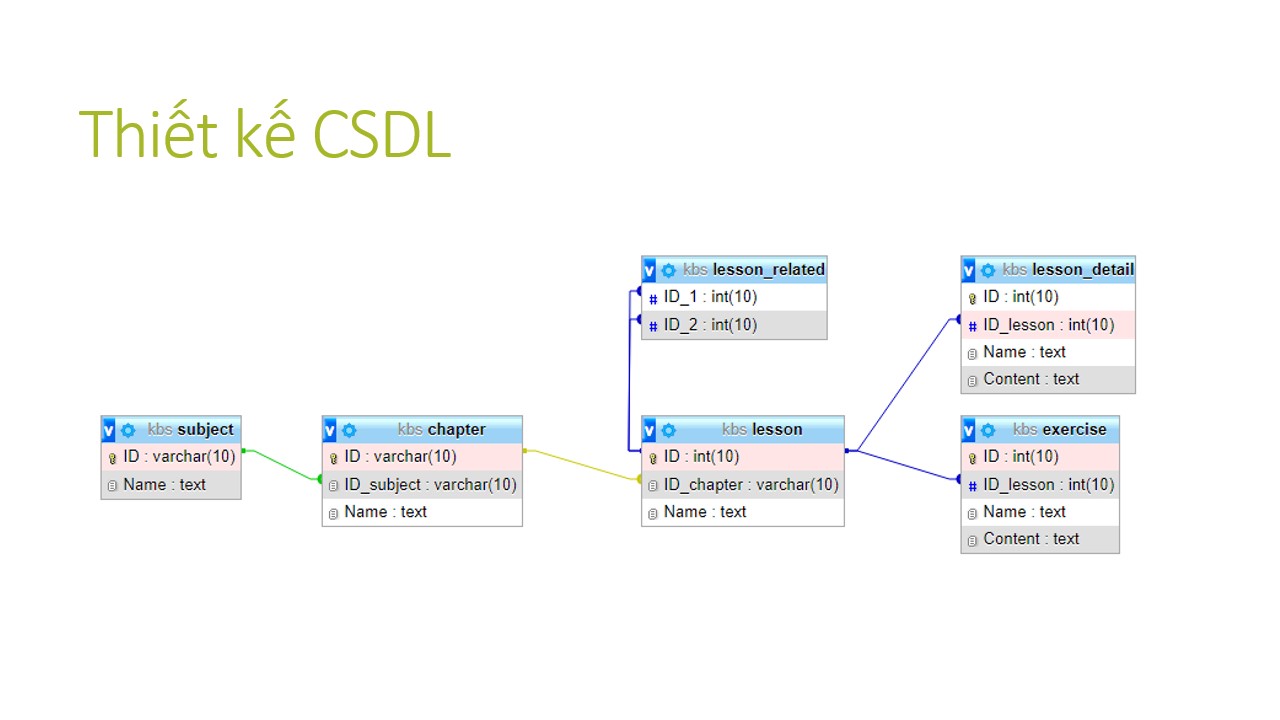 Thiết kế CSDL
v kbs lesson_related
# ID_1 : int(10)
# ID_2 : int(10)
v kbs lesson_detail
ID : int(10)
# ID_lesson : int(10)
Name : text
Content : text
v kbs subject
ID : varchar(10)
Name : text
v kbs chapter
ID : varchar(10)
ID_subject : varchar(10)
Name : text
v kbs lesson
ID : int(10)
ID_chapter : varchar(10)
Name : text
v kbs exercise
ID : int(10)
# ID_lesson : int(10)
Name : text
Content : text